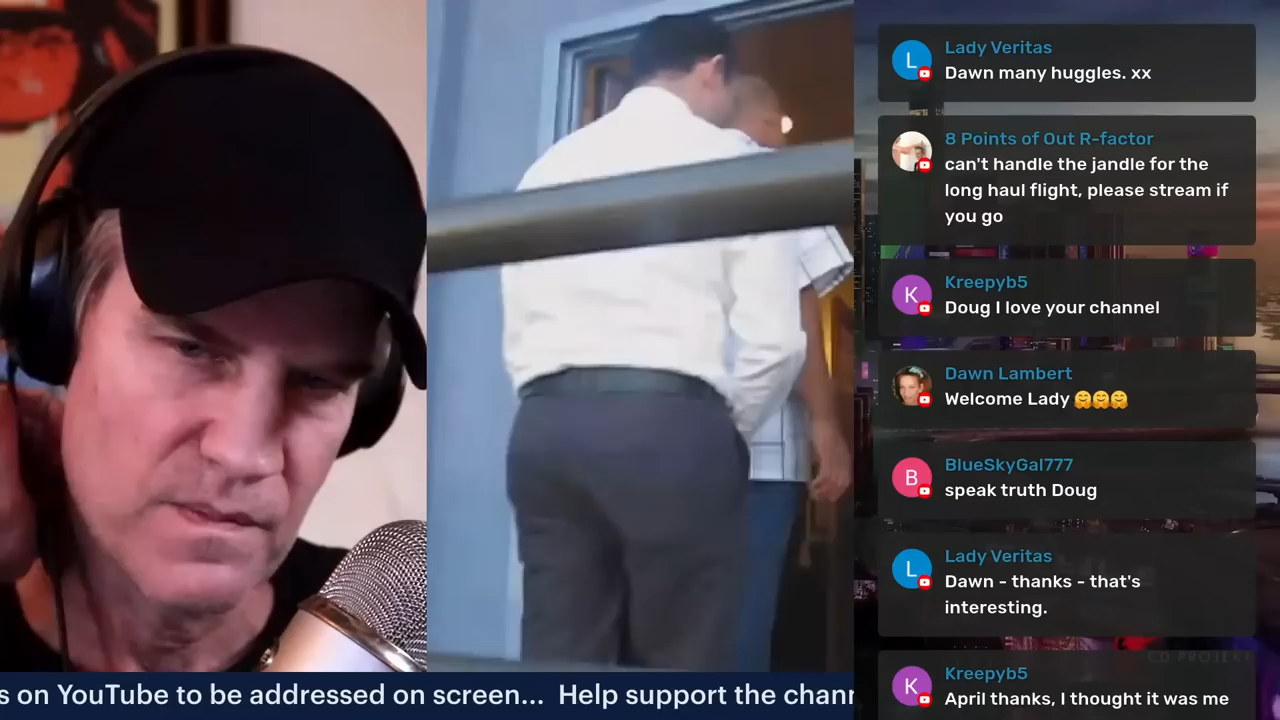 Lady Veritas
Dawn many huggles. xx
8 Points of Out R-factor
can't handle the jandle for the
long haul flight, please stream if
you go
Kreepyb5
Doug I love your channel
Dawn Lambert
Welcome Lady 🤗🤗🤗
BlueSkyGal777
speak truth Doug
Lady Veritas
Dawn - thanks - that's
interesting.
CD PROJEKT
Kreepyb5
April thanks, I thought it was me
s on YouTube to be addressed on screen... Help support the chann